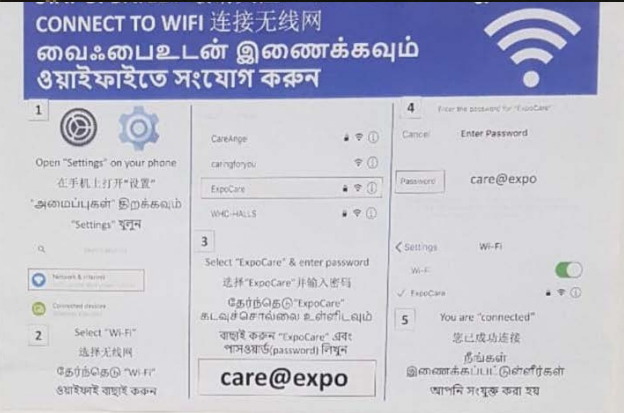 CONNECT TO WIFI 连接无线网
வைஃபைஉடன் இணைக்கவும்
ওয়াইফাইতে সংযোগ করুন
1
Open "Settings" on your phone
在手机上打开"设置"
"அமைப்புகள்" திறக்கவும்
"Settings" খুলুন
Network & internet
Connected devices
2
Select "Wi-Fi"
选择无线网
தேர்ந்தெடு "Wi-Fi"
ওয়াইফাই বাছাই করুন
CareAnge
caringforyou
ExpoCare
WHC-HALLS
3
Select "ExpoCare" & enter password
选择"ExpoCare"并输入密码
தேர்ந்தெடு"ExpoCare"
கடவுச்சொல்லை உள்ளிடவும்
বাছাই করুন "ExpoCare" এবং
পাসওয়ার্ড(password) লিখুন
care@expo
4
Enter the password for "ExpoCare"
Cancel Enter Password
Password care@expo
Settings Wi-Fi
Wi-Fi
ExpoCare
5
You are "connected"
您已成功连接
நீங்கள்
இணைக்கப்பட்டுள்ளீர்கள்
আপনি সংযুক্ত করা হয়